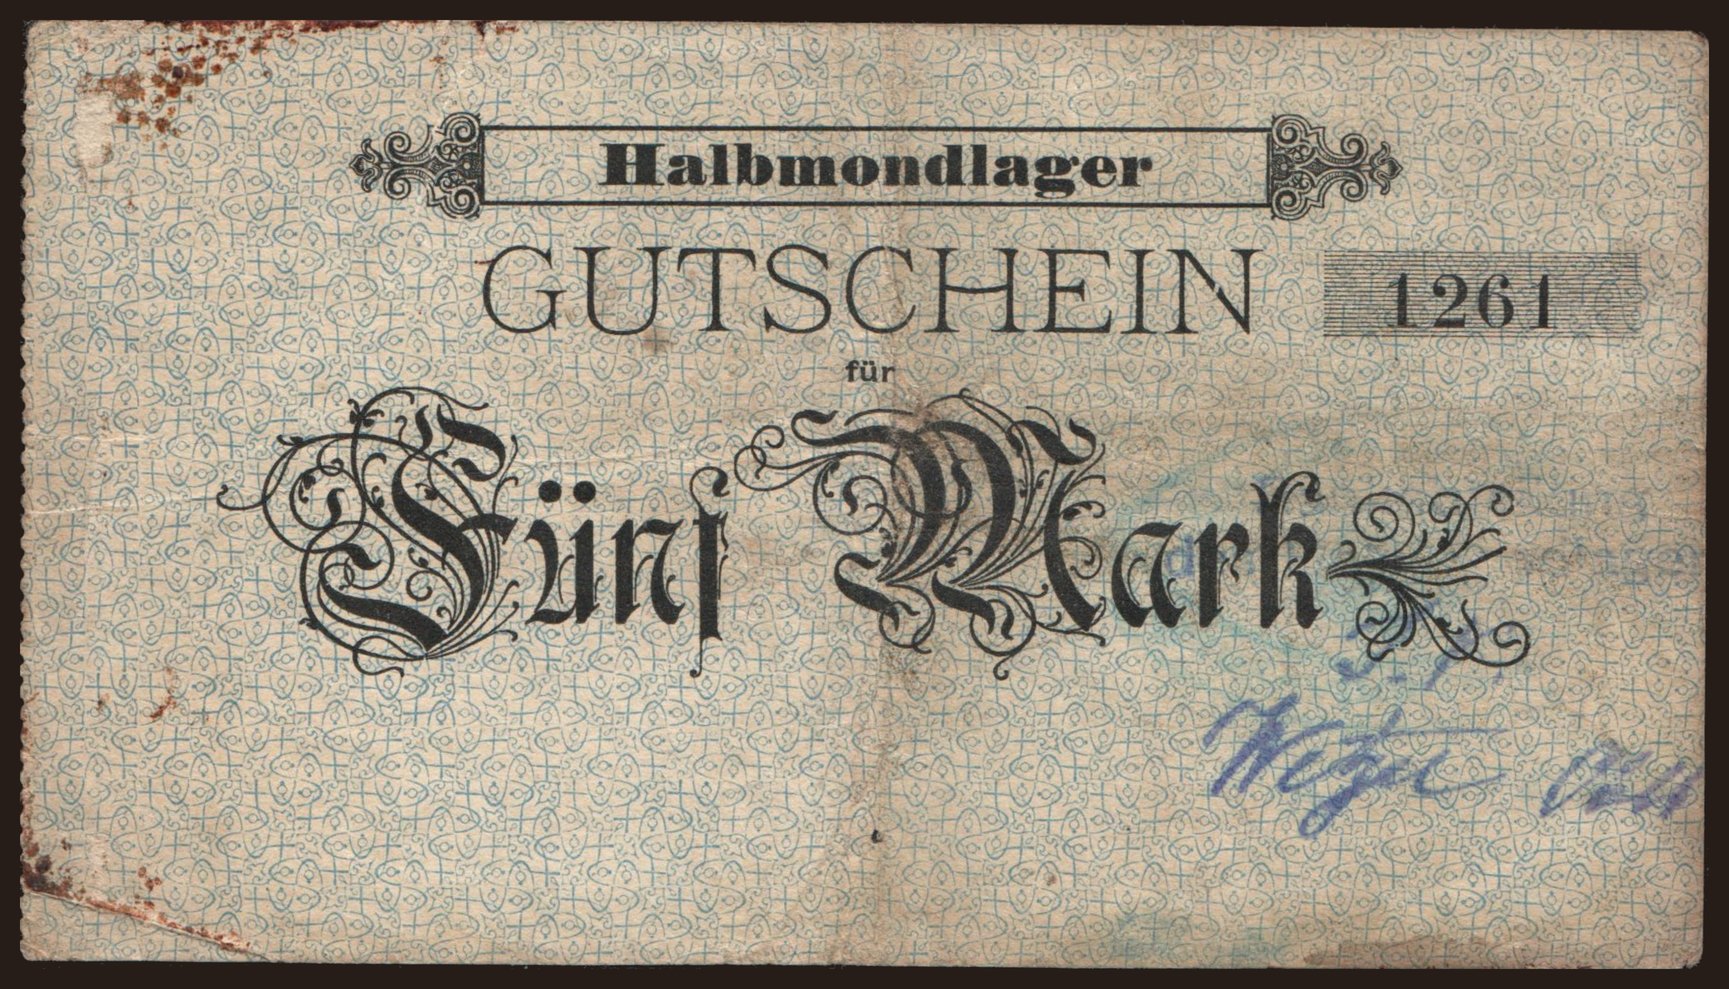 Halbmondlager
GUTSCHEIN
1261
für
Fünf Mark